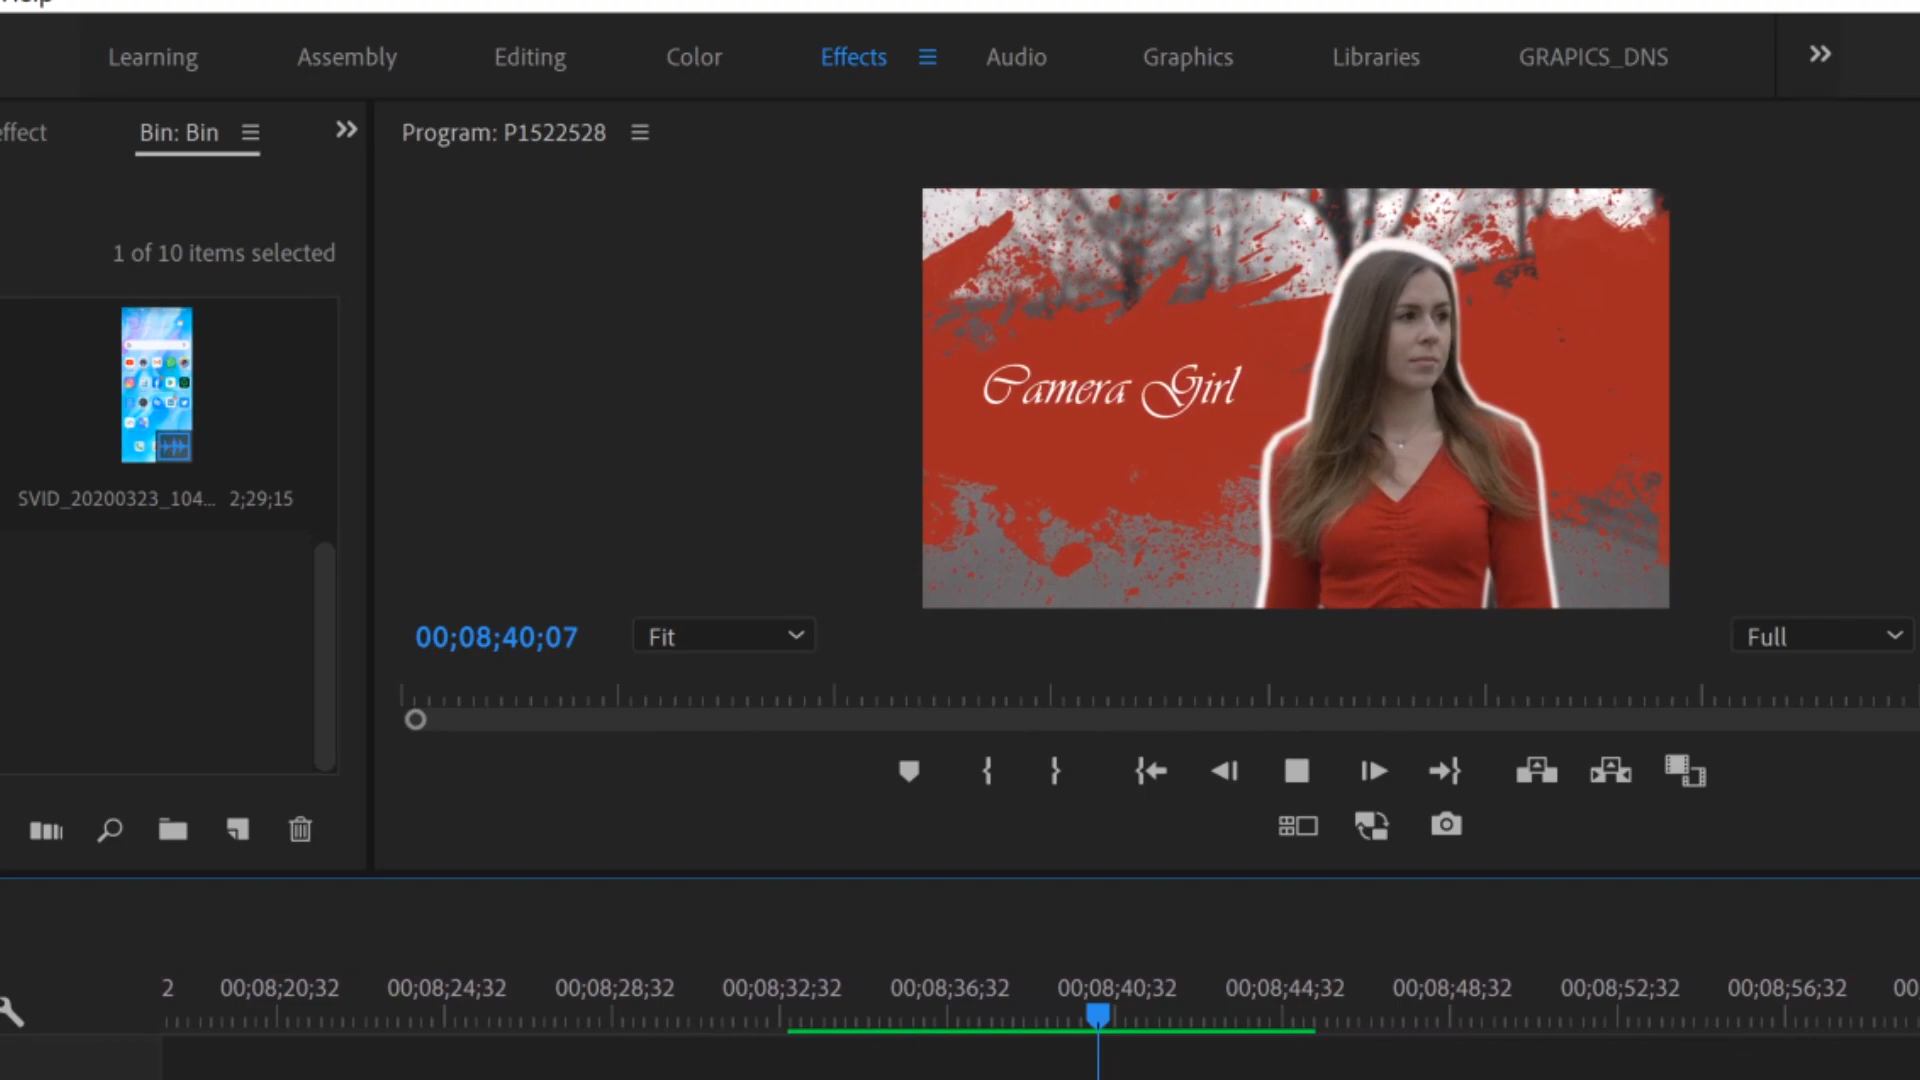 Help
Learning Assembly Editing Color Effects Audio Graphics Libraries GRAPICS_DNS
effect Bin: Bin Program: P1522528
1 of 10 items selected
Camera Girl
SVID_20200323_104... 2;29;15
00;08;40;07 Fit Full
2 00;08;20;32 00;08;24;32 00;08;28;32 00;08;32;32 00;08;36;32 00;08;40;32 00;08;44;32 00;08;48;32 00;08;52;32 00;08;56;32 00